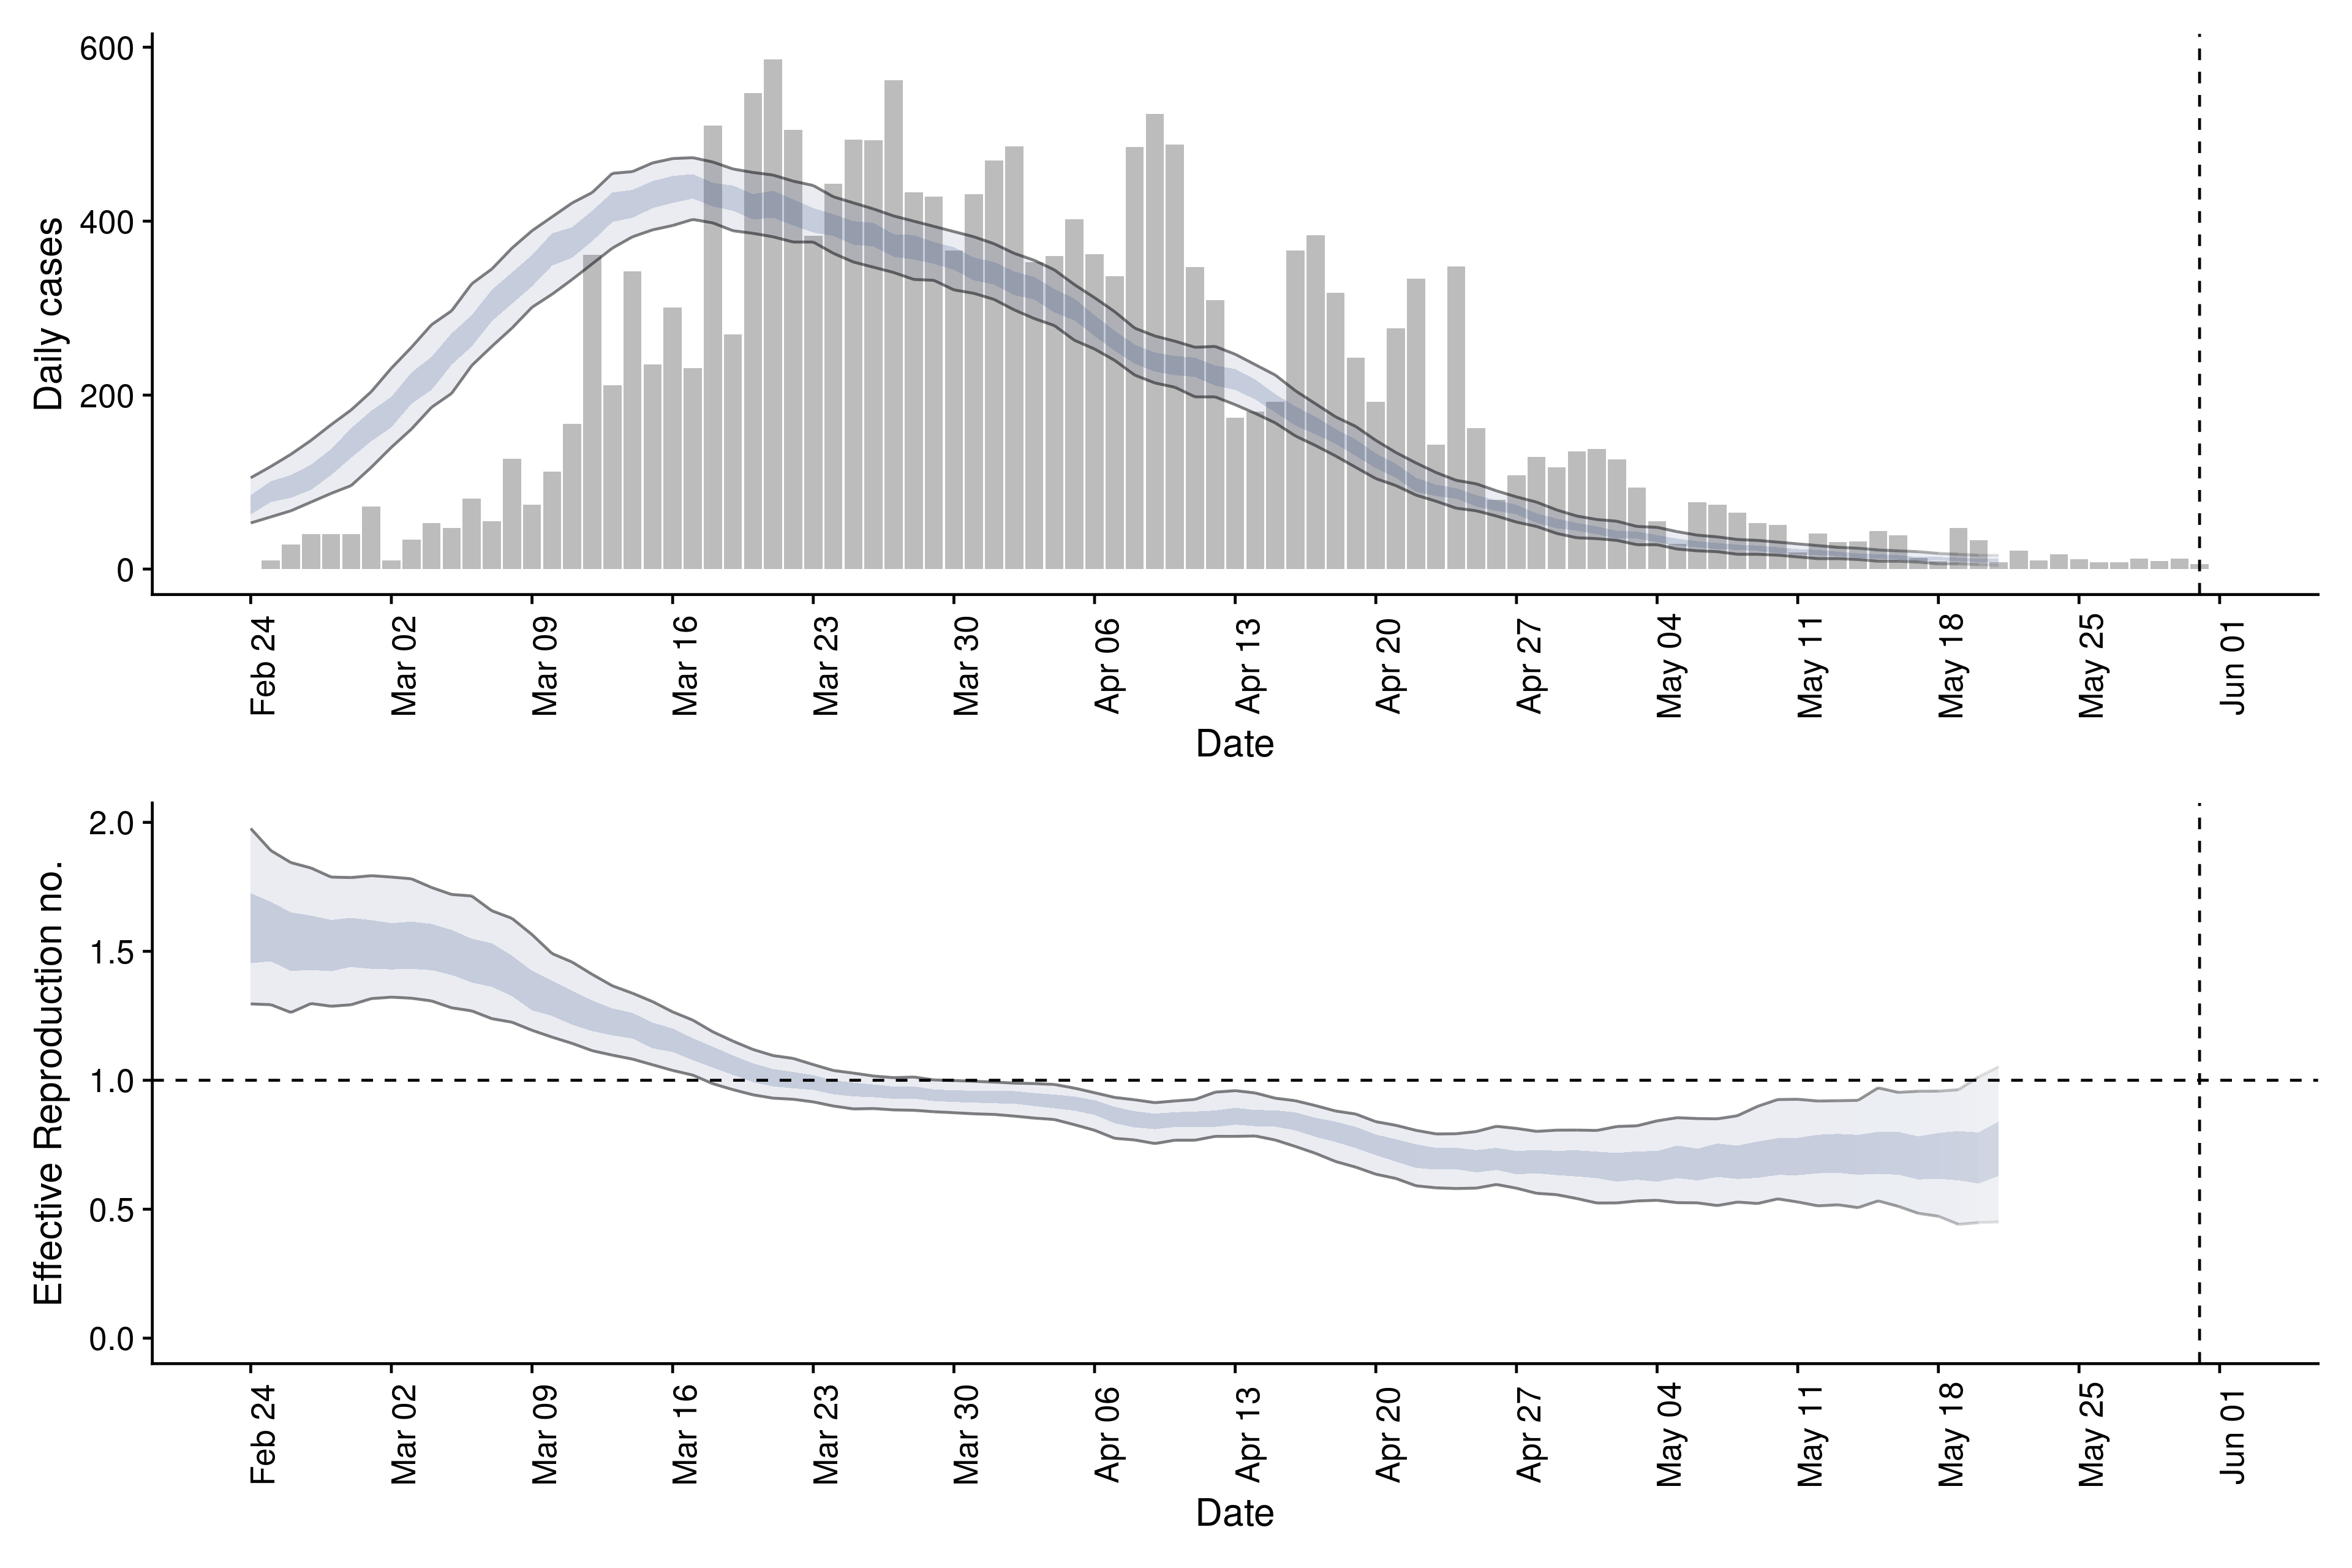 Daily cases
600
400
200
0
Feb 24
Mar 02
Mar 09
Mar 16
Mar 23
Mar 30
Apr 06
Apr 13
Apr 20
Apr 27
May 04
May 11
May 18
May 25
Jun 01
Date
Effective Reproduction no.
2.0
1.5
1.0
0.5
0.0
Feb 24
Mar 02
Mar 09
Mar 16
Mar 23
Mar 30
Apr 06
Apr 13
Apr 20
Apr 27
May 04
May 11
May 18
May 25
Jun 01
Date